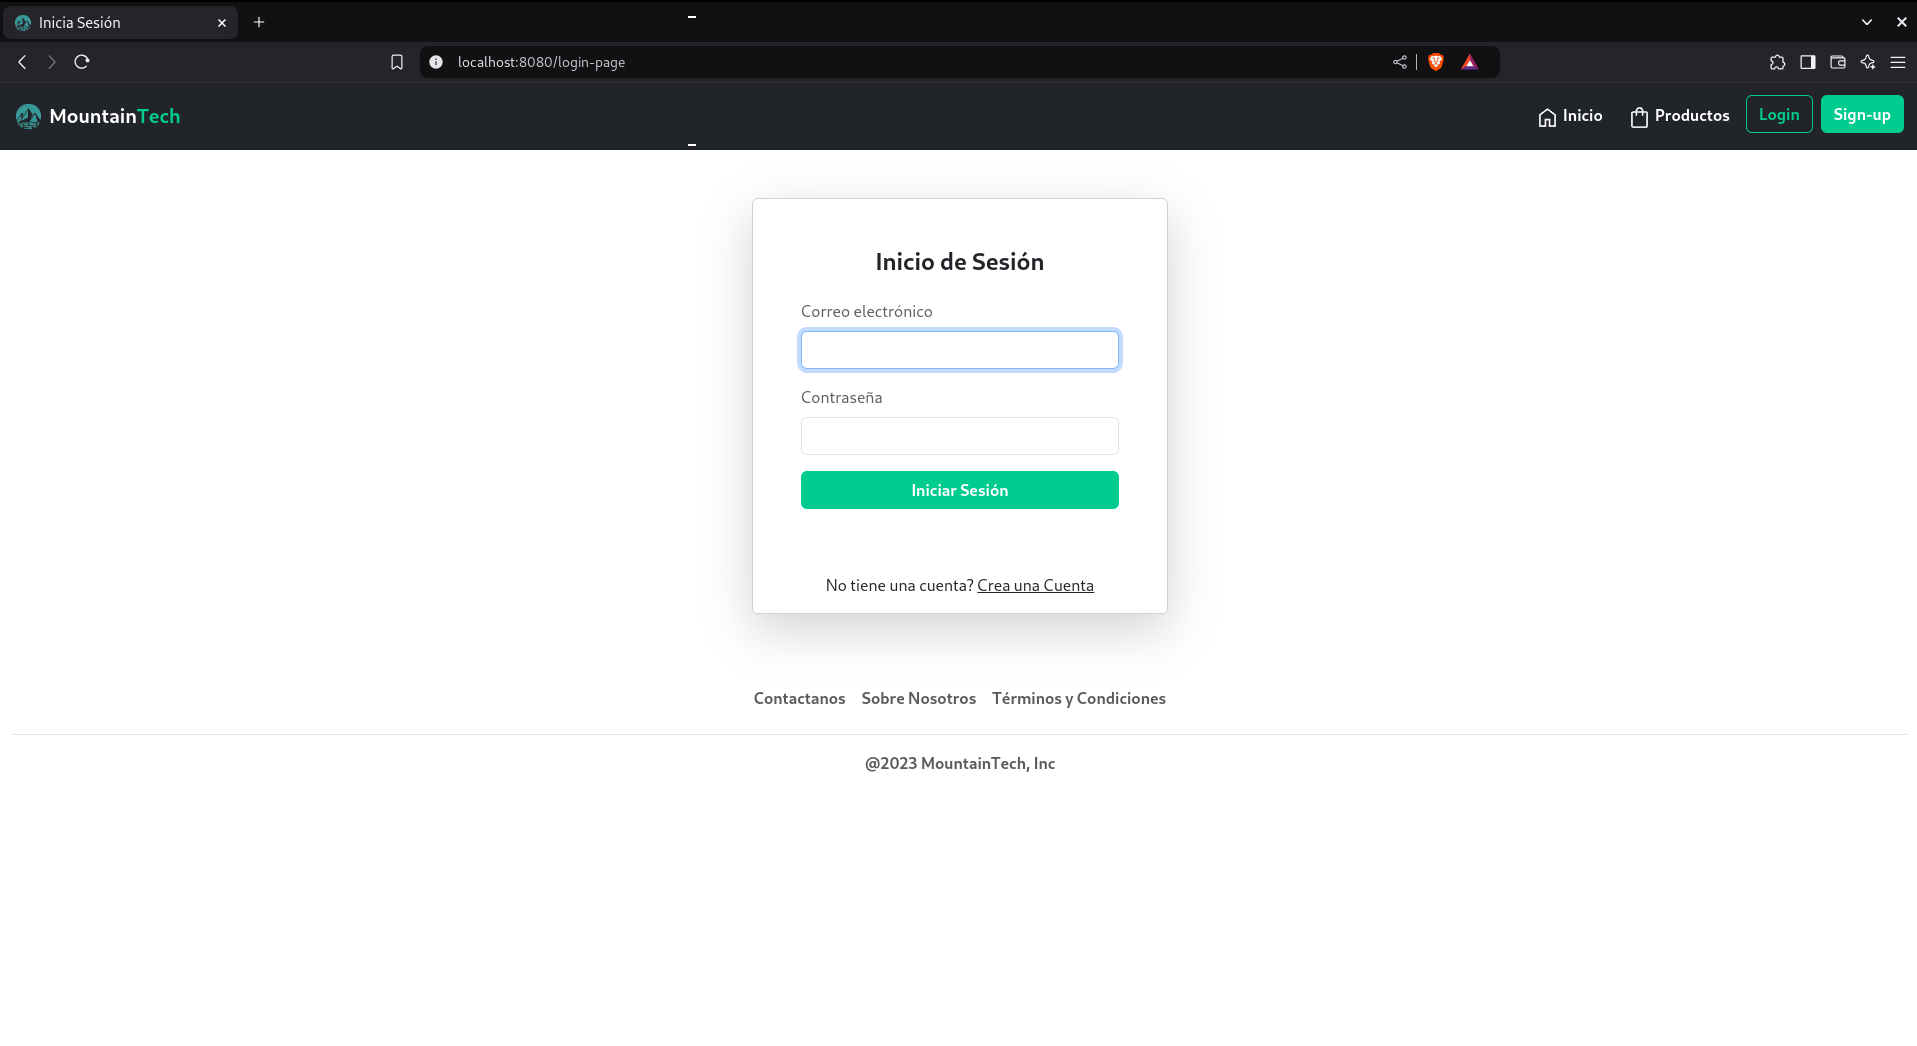 Inicia Sesión
localhost:8080/login-page
MountainTech
Inicio
Productos
Login
Sign-up
Inicio de Sesión
Correo electrónico
Contraseña
Iniciar Sesión
No tiene una cuenta? Crea una Cuenta
Contactanos Sobre Nosotros Términos y Condiciones
@2023 MountainTech, Inc